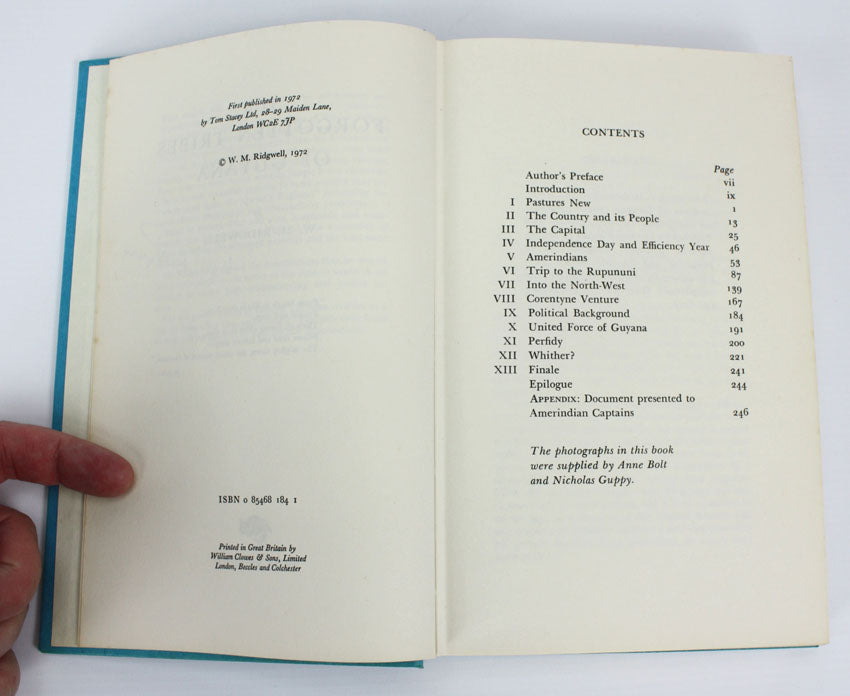 First published in 1972
by Tom Stacey Ltd, 28–29 Maiden Lane,
London WC2E 7JP
© W. M. Ridgwell, 1972
ISBN 0 85468 184 1
Printed in Great Britain by
William Clowes & Sons, Limited
London, Beccles and Colchester
CONTENTS
Page
Author's Preface vii
Introduction ix
I Pastures New 1
II The Country and its People 13
III The Capital 25
IV Independence Day and Efficiency Year 46
V Amerindians 53
VI Trip to the Rupununi 87
VII Into the North-West 139
VIII Corentyne Venture 167
IX Political Background 184
X United Force of Guyana 191
XI Perfidy 200
XII Whither? 221
XIII Finale 241
Epilogue 244
APPENDIX: Document presented to
Amerindian Captains 246
The photographs in this book
were supplied by Anne Bolt
and Nicholas Guppy.